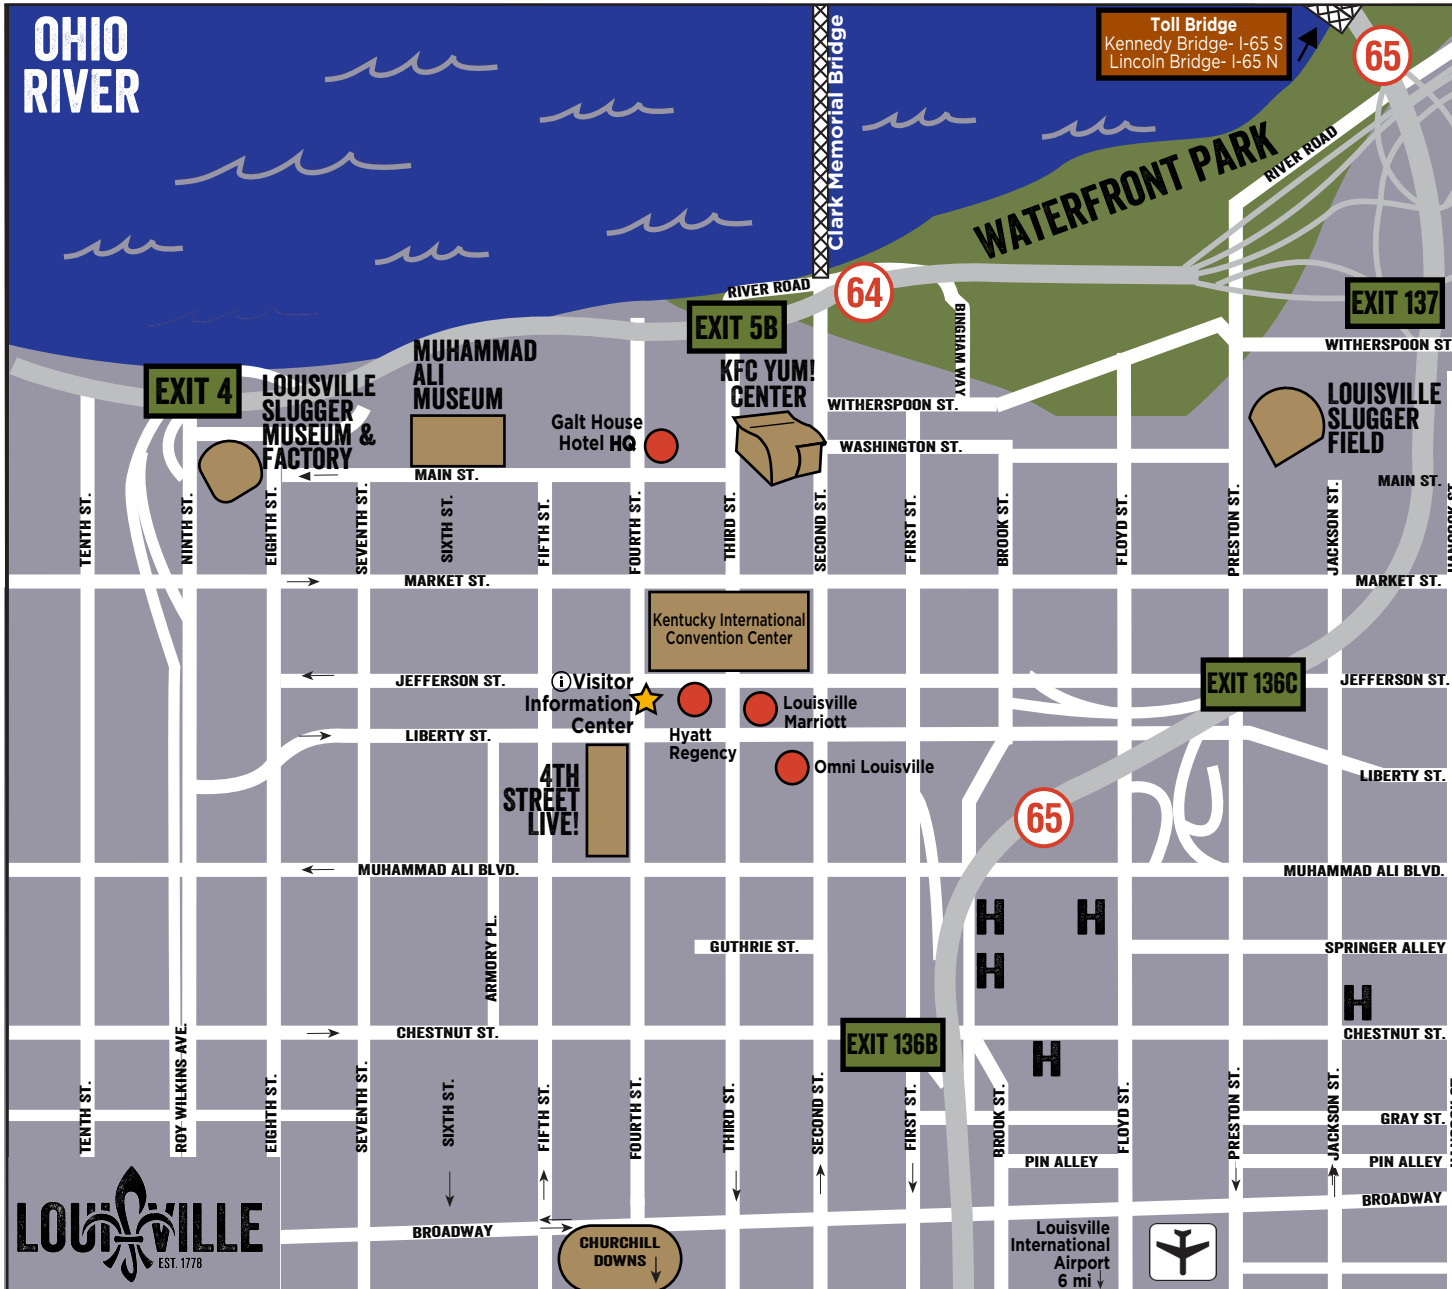 OHIO
RIVER
Clark Memorial Bridge
Toll Bridge
Kennedy Bridge- I-65 S
Lincoln Bridge- I-65 N
65
WATERFRONT PARK
RIVER ROAD
RIVER ROAD
64
EXIT 5B
EXIT 137
BINGHAM WAY
WITHERSPOON ST
EXIT 4
LOUISVILLE
SLUGGER
MUSEUM &
FACTORY
MUHAMMAD
ALI
MUSEUM
KFC YUM!
CENTER
Galt House
Hotel HQ
WITHERSPOON ST.
WASHINGTON ST.
LOUISVILLE
SLUGGER
FIELD
MAIN ST.
MAIN ST.
TENTH ST.
NINTH ST.
EIGHTH ST.
SEVENTH ST.
SIXTH ST.
FIFTH ST.
FOURTH ST.
THIRD ST.
SECOND ST.
FIRST ST.
BROOK ST.
FLOYD ST.
PRESTON ST.
JACKSON ST.
MARKET ST.
MARKET ST.
Kentucky International
Convention Center
JEFFERSON ST.
JEFFERSON ST.
EXIT 136C
i Visitor
Information
Center
Hyatt
Regency
Louisville
Marriott
LIBERTY ST.
LIBERTY ST.
Omni Louisville
4TH
STREET
LIVE!
65
MUHAMMAD ALI BLVD.
MUHAMMAD ALI BLVD.
H
H
H
H
H
ARMORY PL.
GUTHRIE ST.
SPRINGER ALLEY
CHESTNUT ST.
CHESTNUT ST.
EXIT 136B
TENTH ST.
ROY WILKINS AVE.
EIGHTH ST.
SEVENTH ST.
SIXTH ST.
FIFTH ST.
FOURTH ST.
THIRD ST.
SECOND ST.
FIRST ST.
BROOK ST.
FLOYD ST.
PRESTON ST.
JACKSON ST.
GRAY ST.
PIN ALLEY
PIN ALLEY
BROADWAY
BROADWAY
LOUISVILLE
EST. 1778
CHURCHILL
DOWNS
Louisville
International
Airport
6 mi